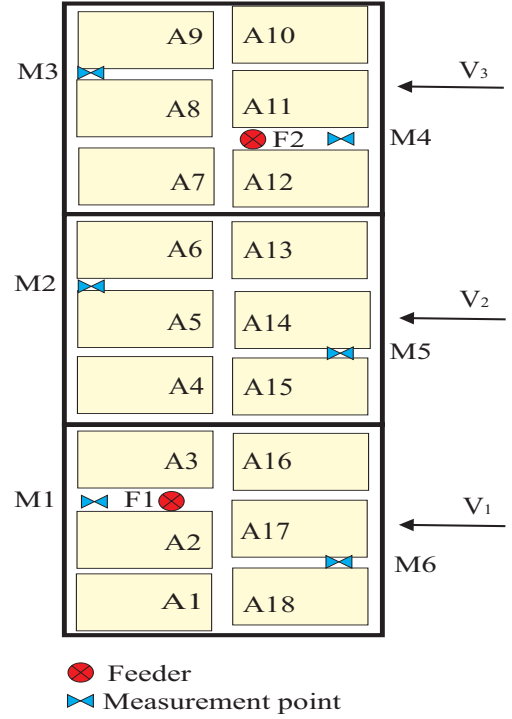 A9 A10
M3 V3
A8 A11
F2 M4
A7 A12
A6 A13
M2 V2
A5 A14
M5
A4 A15
A3 A16
M1 F1 V1
A2 A17
M6
A1 A18
Feeder
Measurement point